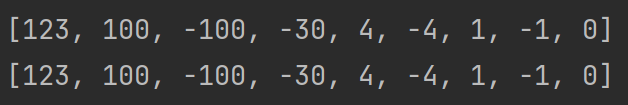 [123, 100, -100, -30, 4, -4, 1, -1, 0]
[123, 100, -100, -30, 4, -4, 1, -1, 0]